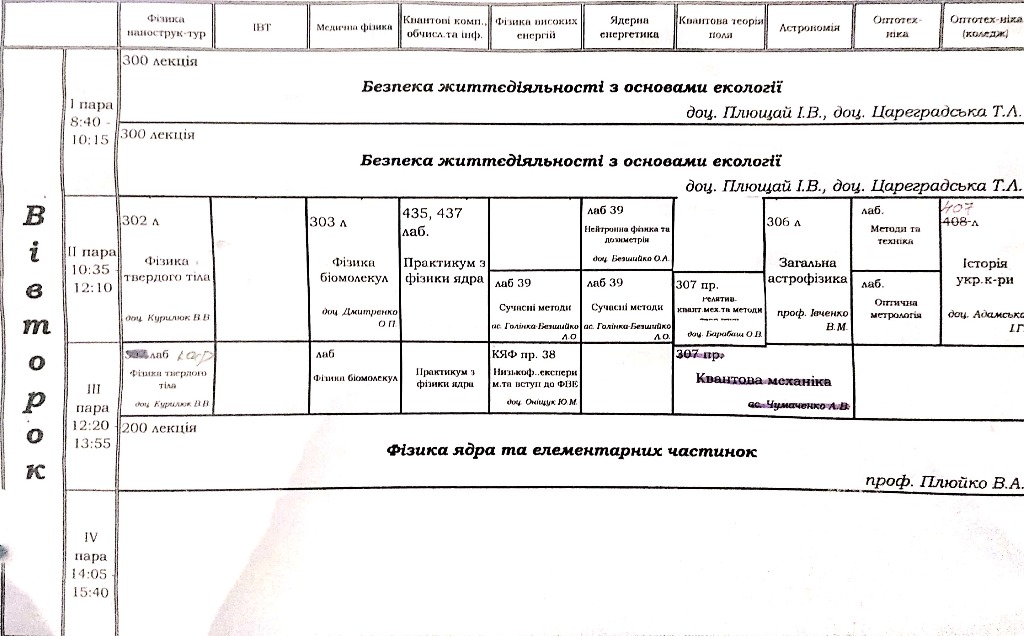 Фізика
нанострук-тур
ІВТ
Медична фізика
Квантові комп.,
обчисл.та інф.
Фізика високих
енергій
Ядерна
енергетика
Квантова теорія
поля
Астрономія
Оптотех-
ніка
Оптотех-ніка
(коледж)
Вівторок
І пара
8:40 -
10:15
300 лекція
Безпека життєдіяльності з основами екології
доц. Плющай І.В., доц. Цареградська Т.Л.
300 лекція
Безпека життєдіяльності з основами екології
доц. Плющай І.В., доц. Цареградська Т.Л.
ІІ пара
10:35 -
12:10
302 л
Фізика
твердого тіла
доц. Курилюк В.В.
303 л
Фізика
біомолекул
доц. Дмитренко
О.П.
435, 437
лаб.
Практикум з
фізики ядра
лаб 39
Сучасні методи
ас. Голінка-Безшийко
Л.О.
лаб 39
Нейтронна фізика та
дозиметрія
доц. Безшийко О.А.
лаб 39
Сучасні методи
ас. Голінка-Безшийко
Л.О.
307 пр.
релятив.
квант.мех.та методи
доц. Барабаш О.В.
306 л
Загальна
астрофізика
проф. Івченко
В.М.
лаб.
Методи та
техніка
лаб.
Оптична
метрологія
407
408 л
Історія
укр.к-ри
доц. Адамська
І.Г.
ІІІ
пара
12:20 -
13:55
лаб
Фізика твердого
тіла
доц. Курилюк В.В.
лаб
Фізика біомолекул
Практикум з
фізики ядра
КЯФ пр. 38
Низькоф..експери
м.та вступ до ФВЕ
доц. Оніщук Ю.М.
307 пр.
Квантова механіка
ас. Чумаченко А.В.
200 лекція
Фізика ядра та елементарних частинок
проф. Плюйко В.А.
IV
пара
14:05 -
15:40